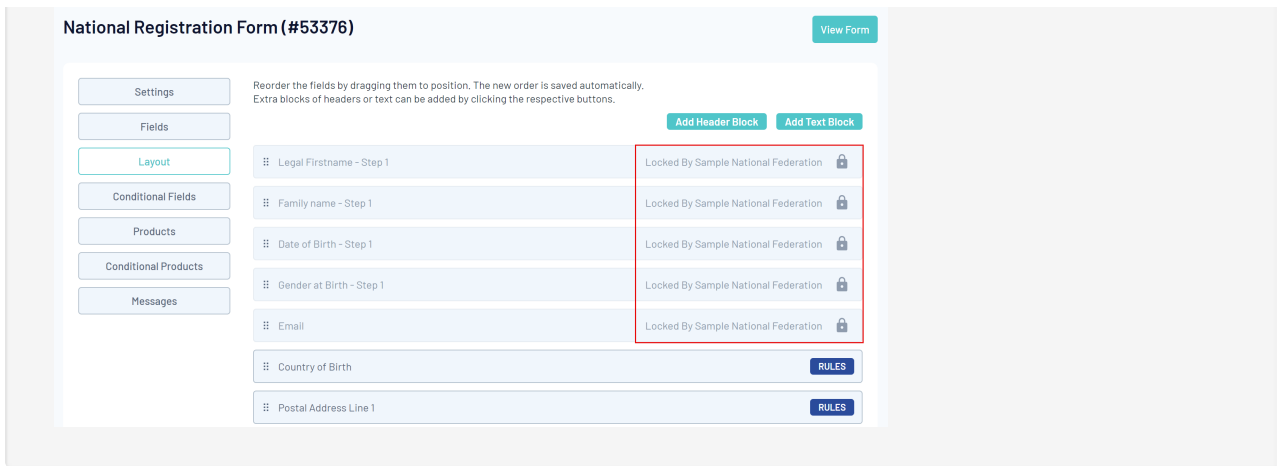 National Registration Form (#53376)
View Form
Settings
Fields
Layout
Conditional Fields
Products
Conditional Products
Messages
Reorder the fields by dragging them to position. The new order is saved automatically.
Extra blocks of headers or text can be added by clicking the respective buttons.
Add Header Block Add Text Block
Legal Firstname - Step 1 Locked By Sample National Federation
Family name - Step 1 Locked By Sample National Federation
Date of Birth - Step 1 Locked By Sample National Federation
Gender at Birth - Step 1 Locked By Sample National Federation
Email Locked By Sample National Federation
Country of Birth RULES
Postal Address Line 1 RULES